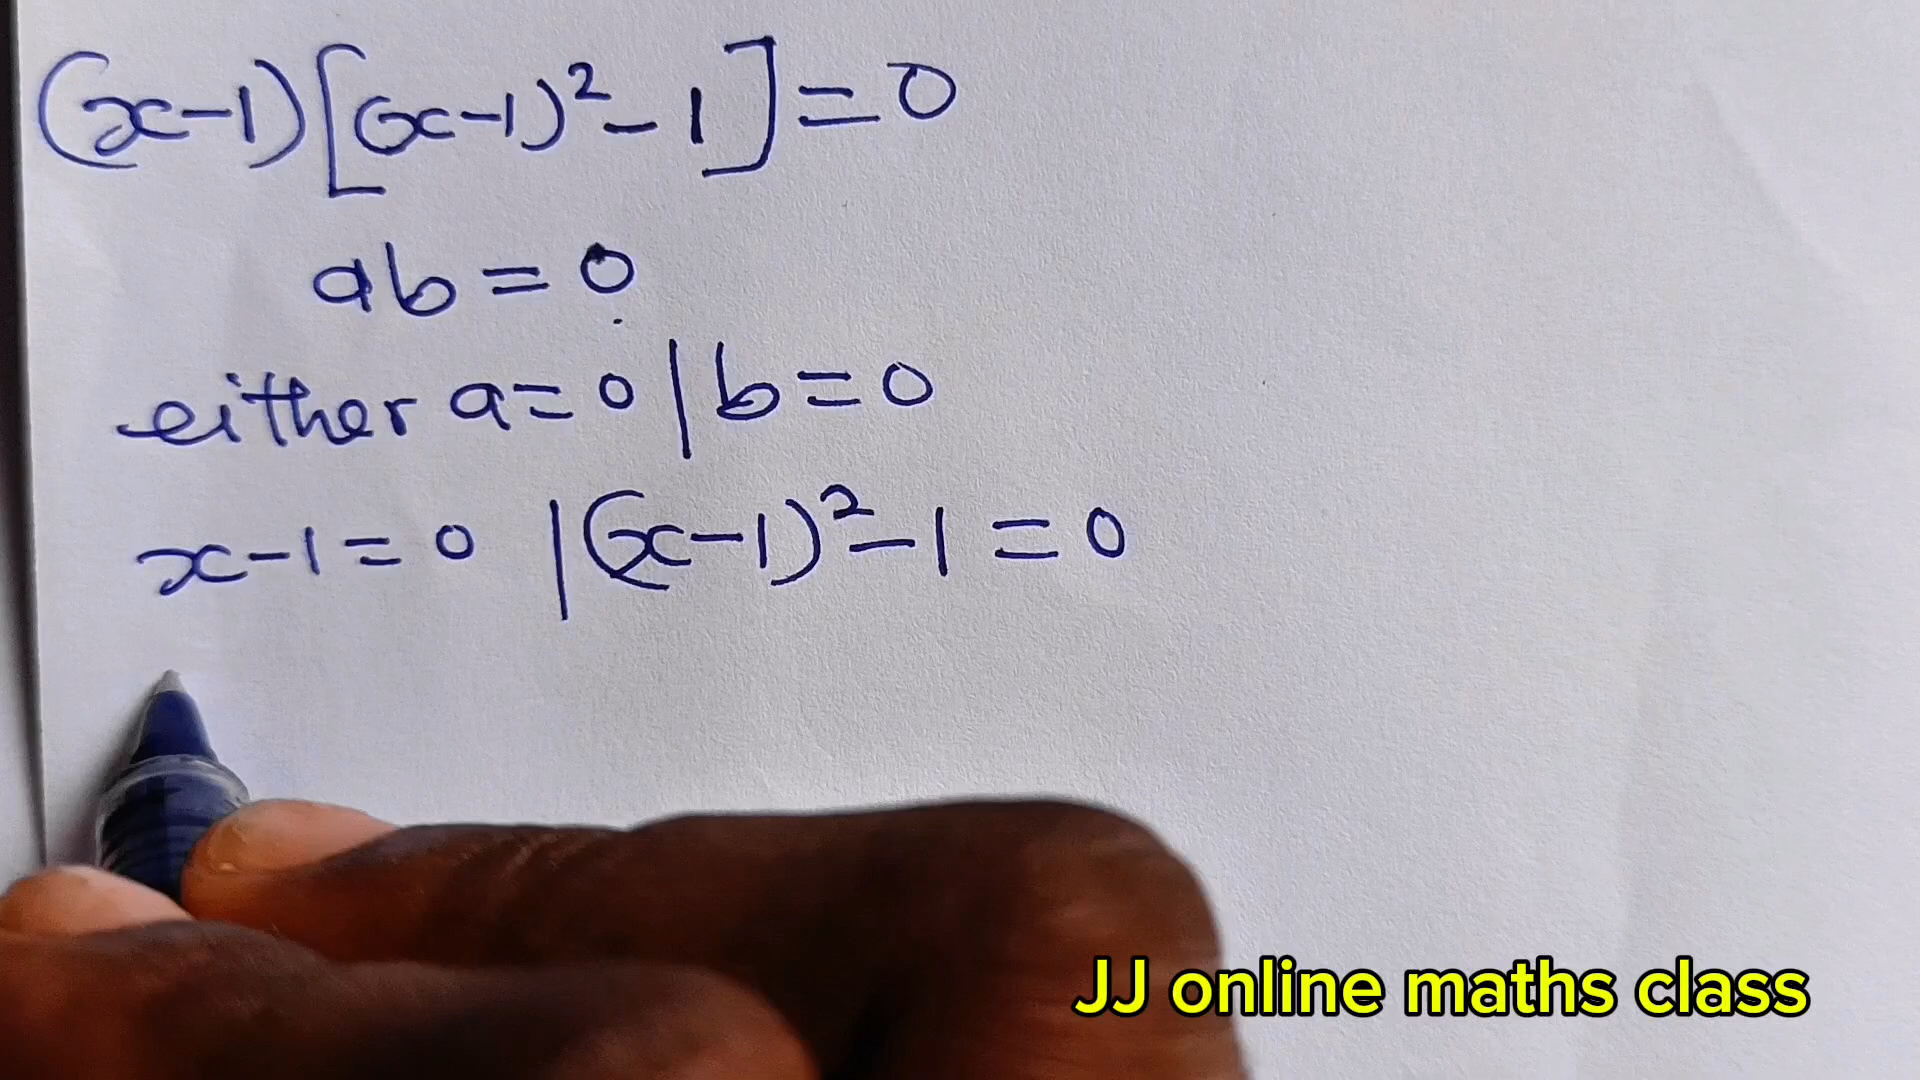 (x-1)[(x-1)²-1]=0
ab=0
either a=0 | b=0
x-1=0 | (x-1)²-1=0
JJ online maths class